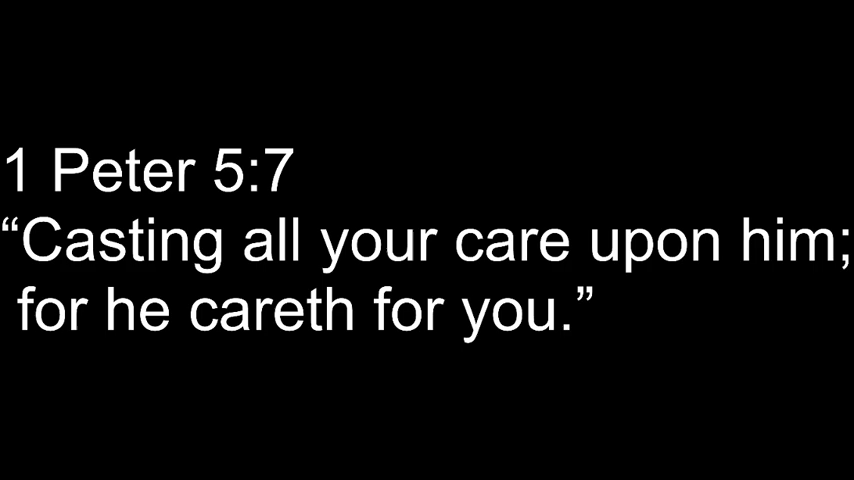 1 Peter 5:7
“Casting all your care upon him;
for he careth for you.”